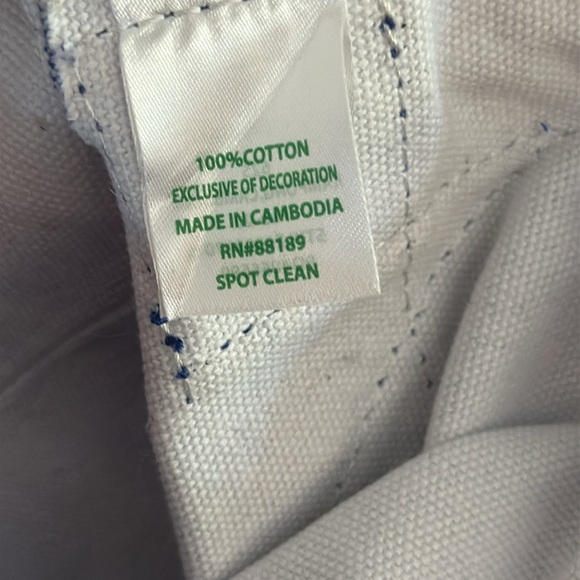 100%COTTON
EXCLUSIVE OF DECORATION
MADE IN CAMBODIA
RN#88189
SPOT CLEAN